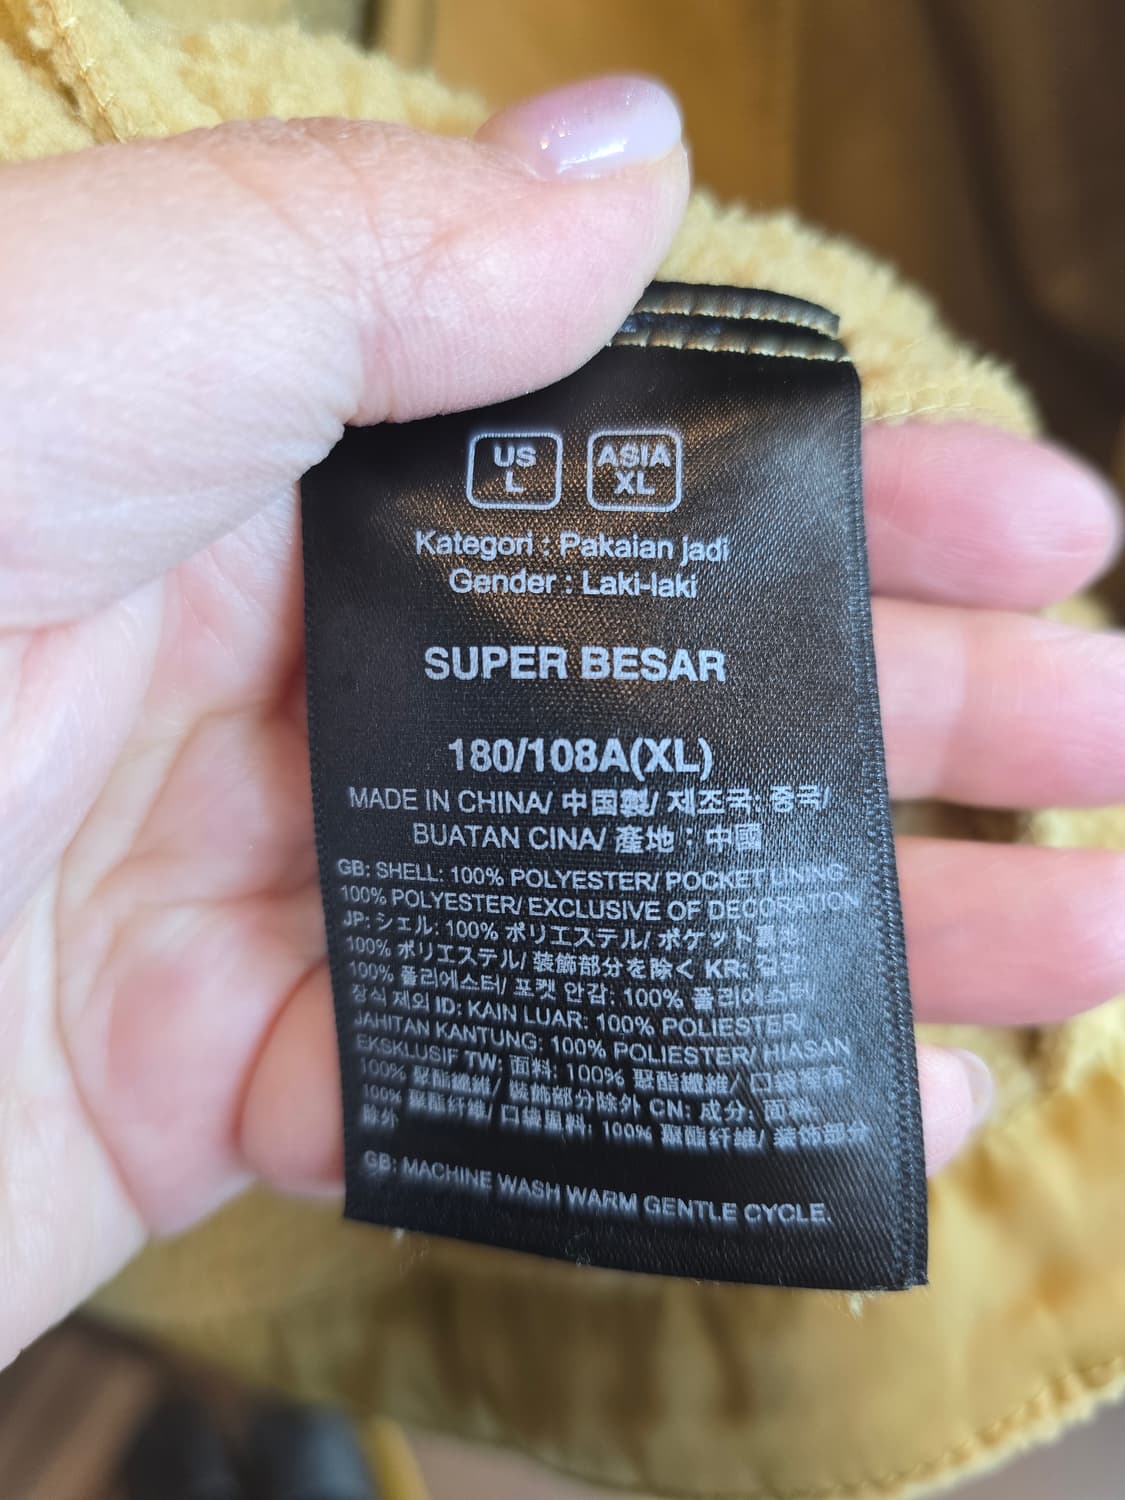 US
L
ASIA
XL
Kategori : Pakaian jadi
Gender : Laki-laki
SUPER BESAR
180/108A(XL)
MADE IN CHINA/ 中国製/ 제조국: 중국/
BUATAN CINA/ 產地：中國
GB: SHELL: 100% POLYESTER/ POCKET LINING:
100% POLYESTER/ EXCLUSIVE OF DECORATION
JP: シェル: 100% ポリエステル/ ポケット裏地:
100% ポリエステル/ 装飾部分を除く KR: 겉감:
100% 폴리에스터/ 포켓 안감: 100% 폴리에스터/
장식 제외 ID: KAIN LUAR: 100% POLIESTER/
JAHITAN KANTUNG: 100% POLIESTER/ HIASAN
EKSKLUSIF TW: 面料: 100% 聚酯纖維/ 口袋裡布:
100% 聚酯纖維/ 裝飾部分除外 CN: 成分: 面料:
100% 聚酯纤维/ 口袋里料: 100% 聚酯纤维/ 装饰部分
除外
GB: MACHINE WASH WARM GENTLE CYCLE.